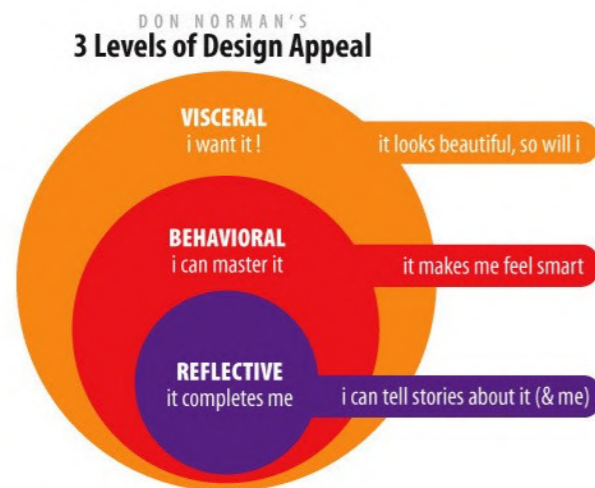 DON NORMAN'S
3 Levels of Design Appeal
VISCERAL
i want it !
it looks beautiful, so will i
BEHAVIORAL
i can master it
it makes me feel smart
REFLECTIVE
it completes me
i can tell stories about it (& me)